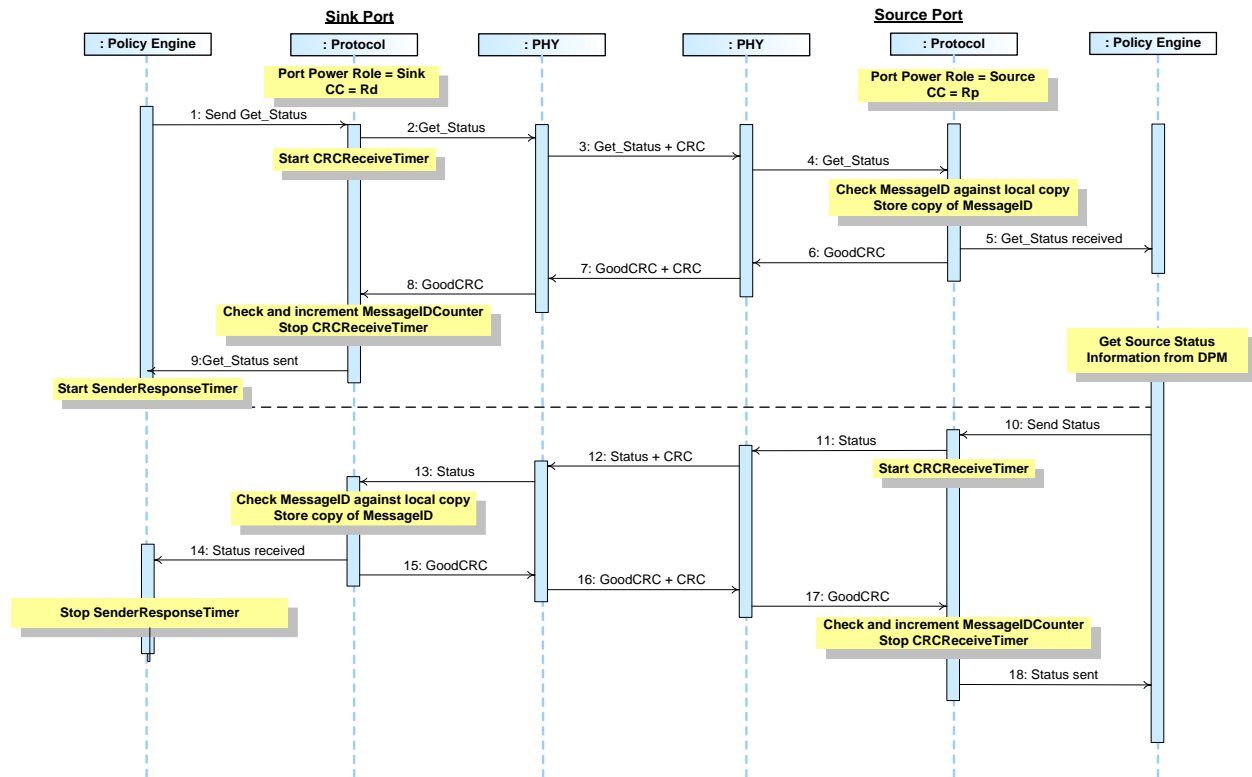 Sink Port
Source Port
: Policy Engine
: Protocol
: PHY
: PHY
: Protocol
: Policy Engine
Port Power Role = Sink
CC = Rd
Port Power Role = Source
CC = Rp
1: Send Get_Status
2:Get_Status
3: Get_Status + CRC
Start CRCReceiveTimer
4: Get_Status
Check MessageID against local copy
Store copy of MessageID
5: Get_Status received
6: GoodCRC
7: GoodCRC + CRC
8: GoodCRC
Check and increment MessageIDCounter
Stop CRCReceiveTimer
Get Source Status
Information from DPM
9:Get_Status sent
Start SenderResponseTimer
10: Send Status
11: Status
12: Status + CRC
Start CRCReceiveTimer
13: Status
Check MessageID against local copy
Store copy of MessageID
14: Status received
15: GoodCRC
16: GoodCRC + CRC
17: GoodCRC
Stop SenderResponseTimer
Check and increment MessageIDCounter
Stop CRCReceiveTimer
18: Status sent